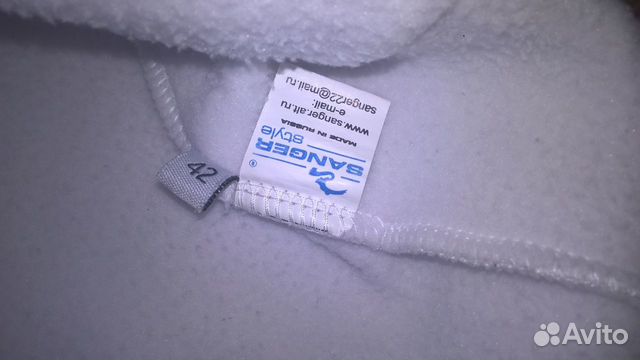 SANGER
®
style
MADE IN RUSSIA
www.sanger.alt.ru
e-mail:
sanger22@mail.ru
42
Avito